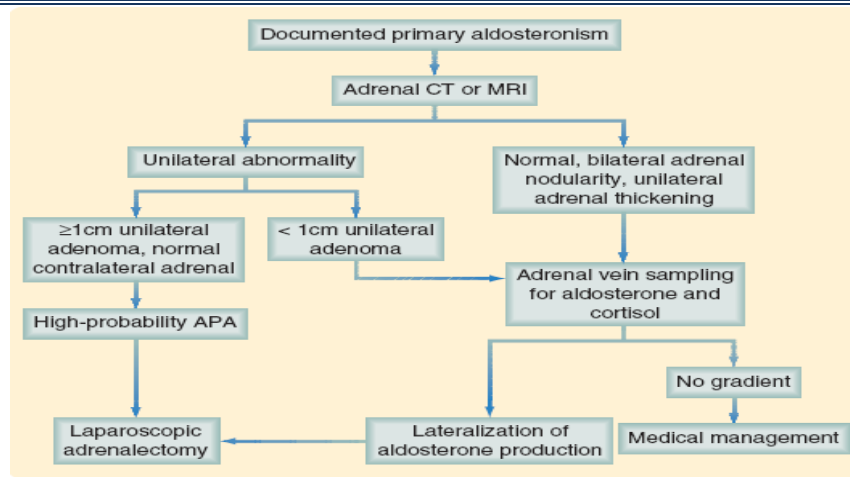 Documented primary aldosteronism
Adrenal CT or MRI
Unilateral abnormality
Normal, bilateral adrenal
nodularity, unilateral
adrenal thickening
≥1cm unilateral
adenoma, normal
contralateral adrenal
< 1cm unilateral
adenoma
Adrenal vein sampling
for aldosterone and
cortisol
High-probability APA
No gradient
Laparoscopic
adrenalectomy
Lateralization of
aldosterone production
Medical management